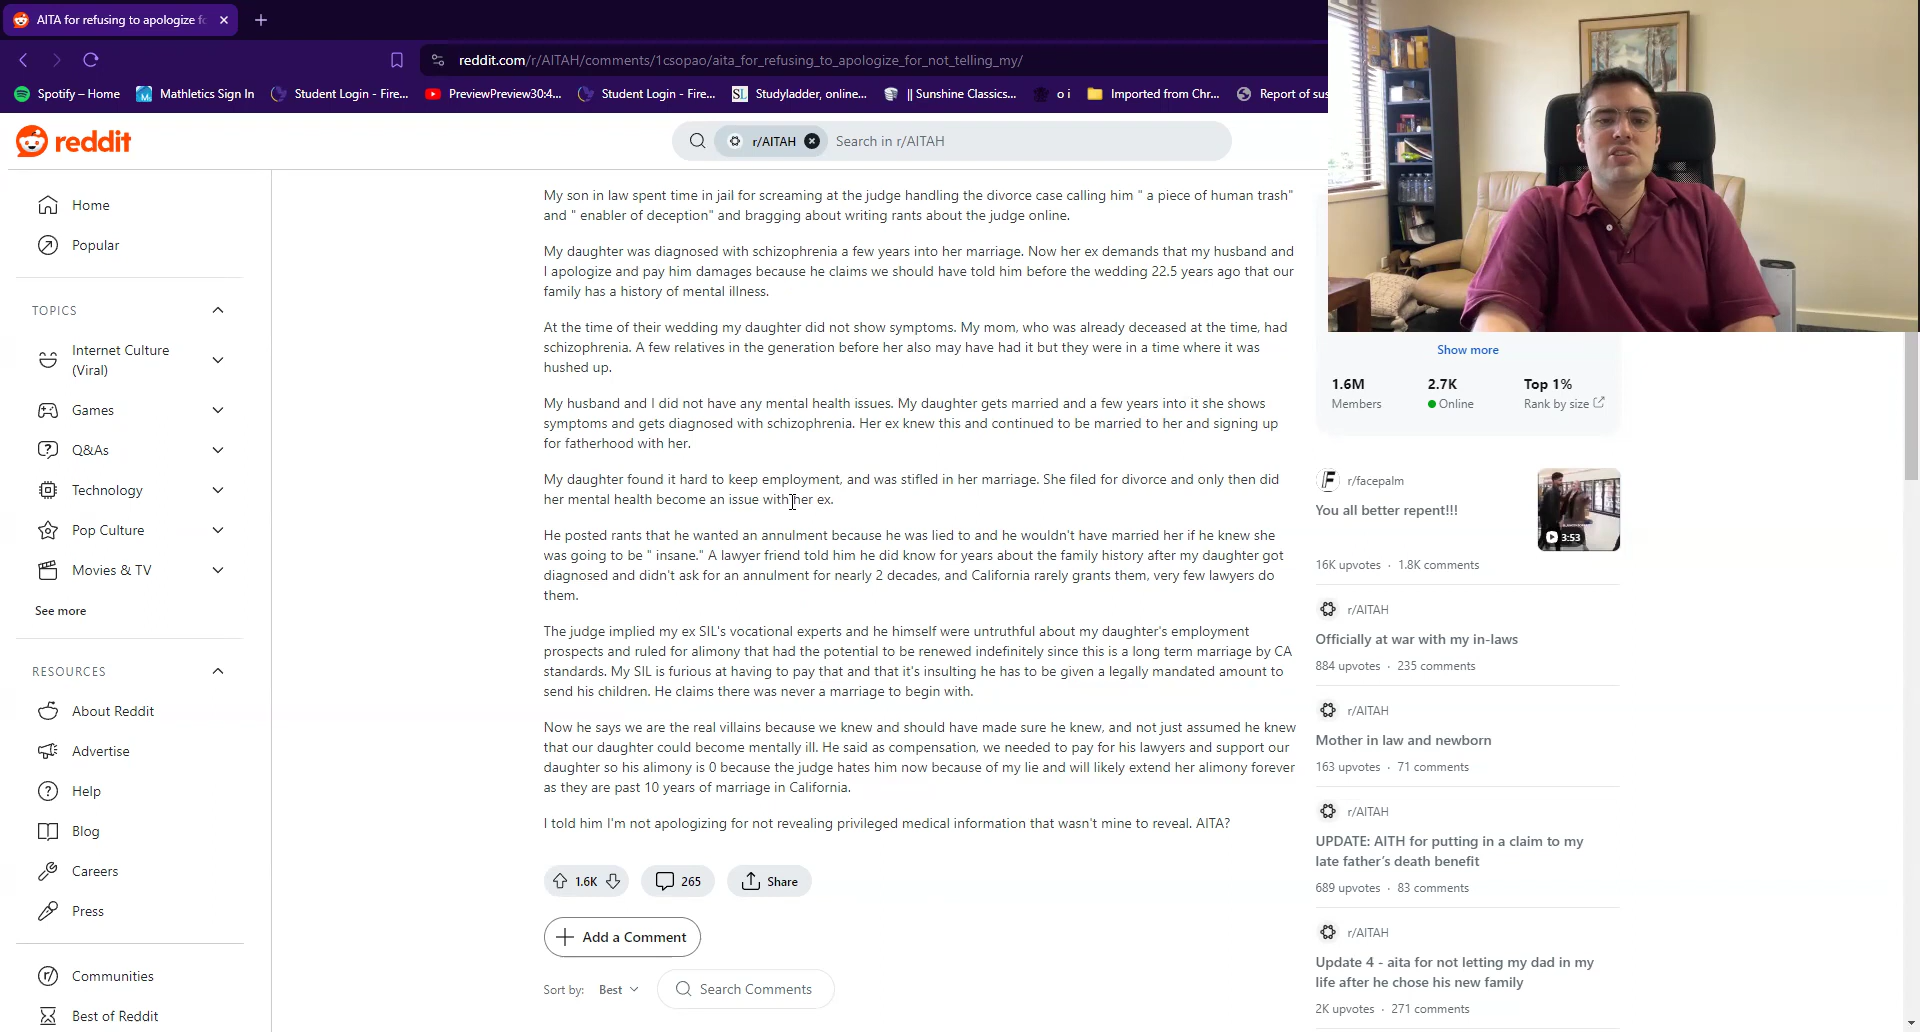 AITA for refusing to apologize fo
reddit.com/r/AITAH/comments/1csopao/aita_for_refusing_to_apologize_for_not_telling_my/
Spotify – Home
Mathletics Sign In
Student Login - Fire...
PreviewPreview30:4...
Student Login - Fire...
Studyladder, online...
|| Sunshine Classics...
o i
Imported from Chr...
Report of sus
reddit
r/AITAH
Search in r/AITAH
Home
Popular
TOPICS
Internet Culture
(Viral)
Games
Q&As
Technology
Pop Culture
Movies & TV
See more
RESOURCES
About Reddit
Advertise
Help
Blog
Careers
Press
Communities
Best of Reddit
My son in law spent time in jail for screaming at the judge handling the divorce case calling him " a piece of human trash"
and " enabler of deception" and bragging about writing rants about the judge online.
My daughter was diagnosed with schizophrenia a few years into her marriage. Now her ex demands that my husband and
I apologize and pay him damages because he claims we should have told him before the wedding 22.5 years ago that our
family has a history of mental illness.
At the time of their wedding my daughter did not show symptoms. My mom, who was already deceased at the time, had
schizophrenia. A few relatives in the generation before her also may have had it but they were in a time where it was
hushed up.
My husband and I did not have any mental health issues. My daughter gets married and a few years into it she shows
symptoms and gets diagnosed with schizophrenia. Her ex knew this and continued to be married to her and signing up
for fatherhood with her.
My daughter found it hard to keep employment, and was stifled in her marriage. She filed for divorce and only then did
her mental health become an issue with her ex.
He posted rants that he wanted an annulment because he was lied to and he wouldn't have married her if he knew she
was going to be " insane." A lawyer friend told him he did know for years about the family history after my daughter got
diagnosed and didn't ask for an annulment for nearly 2 decades, and California rarely grants them, very few lawyers do
them.
The judge implied my ex SIL's vocational experts and he himself were untruthful about my daughter's employment
prospects and ruled for alimony that had the potential to be renewed indefinitely since this is a long term marriage by CA
standards. My SIL is furious at having to pay that and that it's insulting he has to be given a legally mandated amount to
send his children. He claims there was never a marriage to begin with.
Now he says we are the real villains because we knew and should have made sure he knew, and not just assumed he knew
that our daughter could become mentally ill. He said as compensation, we needed to pay for his lawyers and support our
daughter so his alimony is 0 because the judge hates him now because of my lie and will likely extend her alimony forever
as they are past 10 years of marriage in California.
I told him I'm not apologizing for not revealing privileged medical information that wasn't mine to reveal. AITA?
1.6K
265
Share
Add a Comment
Sort by: Best
Search Comments
Show more
1.6M 2.7K Top 1%
Members Online Rank by size
r/facepalm
You all better repent!!!
3:53
16K upvotes · 1.8K comments
r/AITAH
Officially at war with my in-laws
884 upvotes · 235 comments
r/AITAH
Mother in law and newborn
163 upvotes · 71 comments
r/AITAH
UPDATE: AITH for putting in a claim to my
late father's death benefit
689 upvotes · 83 comments
r/AITAH
Update 4 - aita for not letting my dad in my
life after he chose his new family
2K upvotes · 271 comments